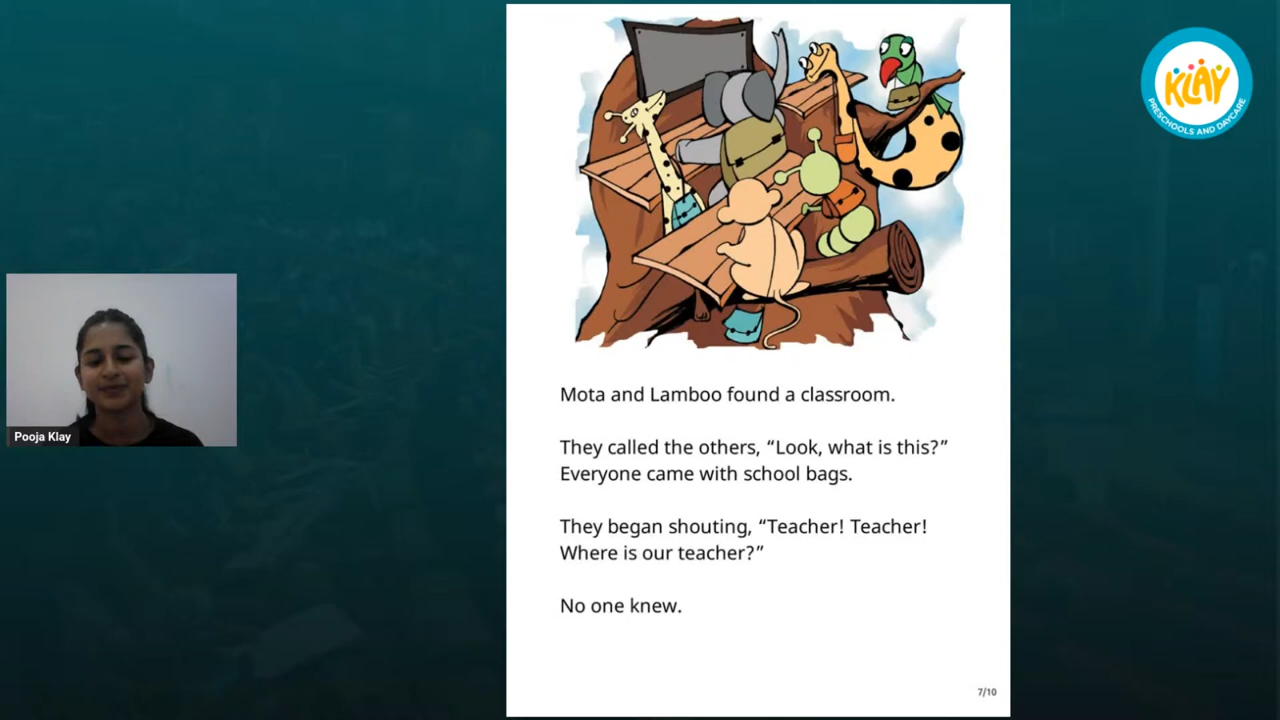 KLAY
PRESCHOOLS AND DAYCARE
Pooja Klay
Mota and Lamboo found a classroom.
They called the others, “Look, what is this?”
Everyone came with school bags.
They began shouting, “Teacher! Teacher!
Where is our teacher?”
No one knew.
7/10